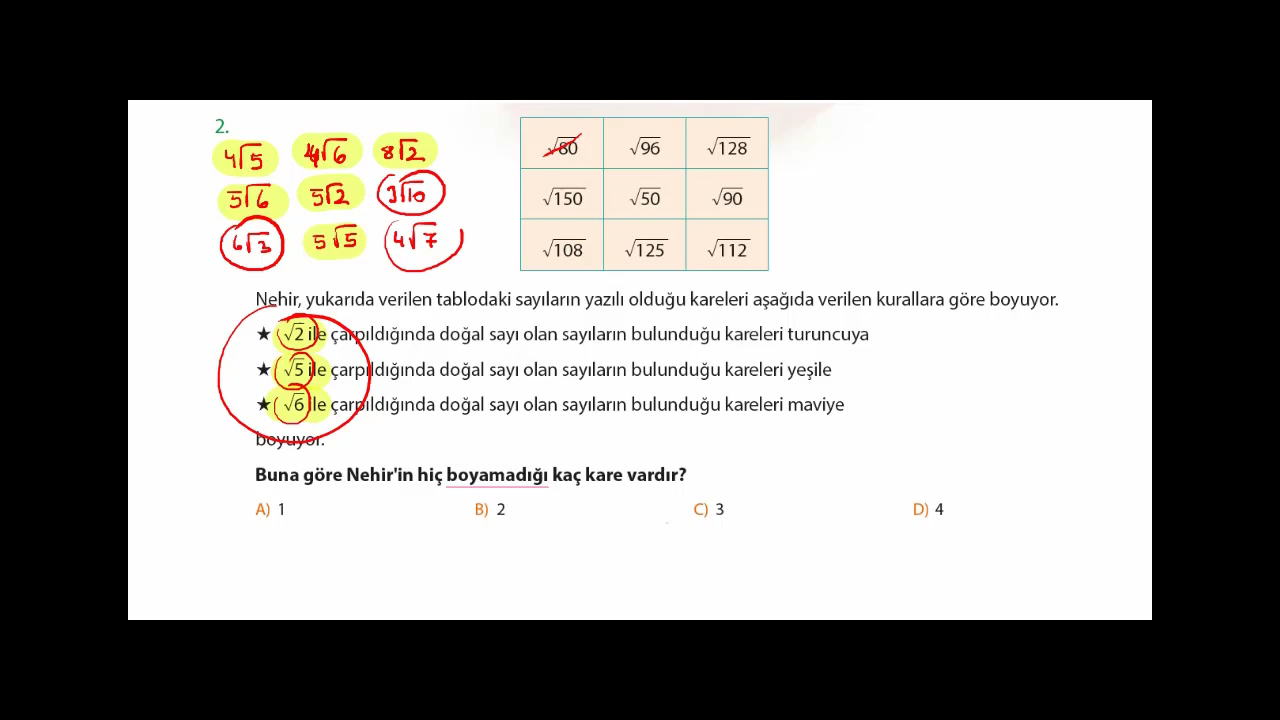 2.
4√5 4√6 8√2
5√6 5√2 3√10
6√3 5√5 4√7
√80 √96 √128
√150 √50 √90
√108 √125 √112
Nehir, yukarıda verilen tablodaki sayıların yazılı olduğu kareleri aşağıda verilen kurallara göre boyuyor.
★ √2 ile çarpıldığında doğal sayı olan sayıların bulunduğu kareleri turuncuya
★ √5 ile çarpıldığında doğal sayı olan sayıların bulunduğu kareleri yeşile
★ √6 ile çarpıldığında doğal sayı olan sayıların bulunduğu kareleri maviye
boyuyor.
Buna göre Nehir'in hiç boyamadığı kaç kare vardır?
A) 1 B) 2 C) 3 D) 4